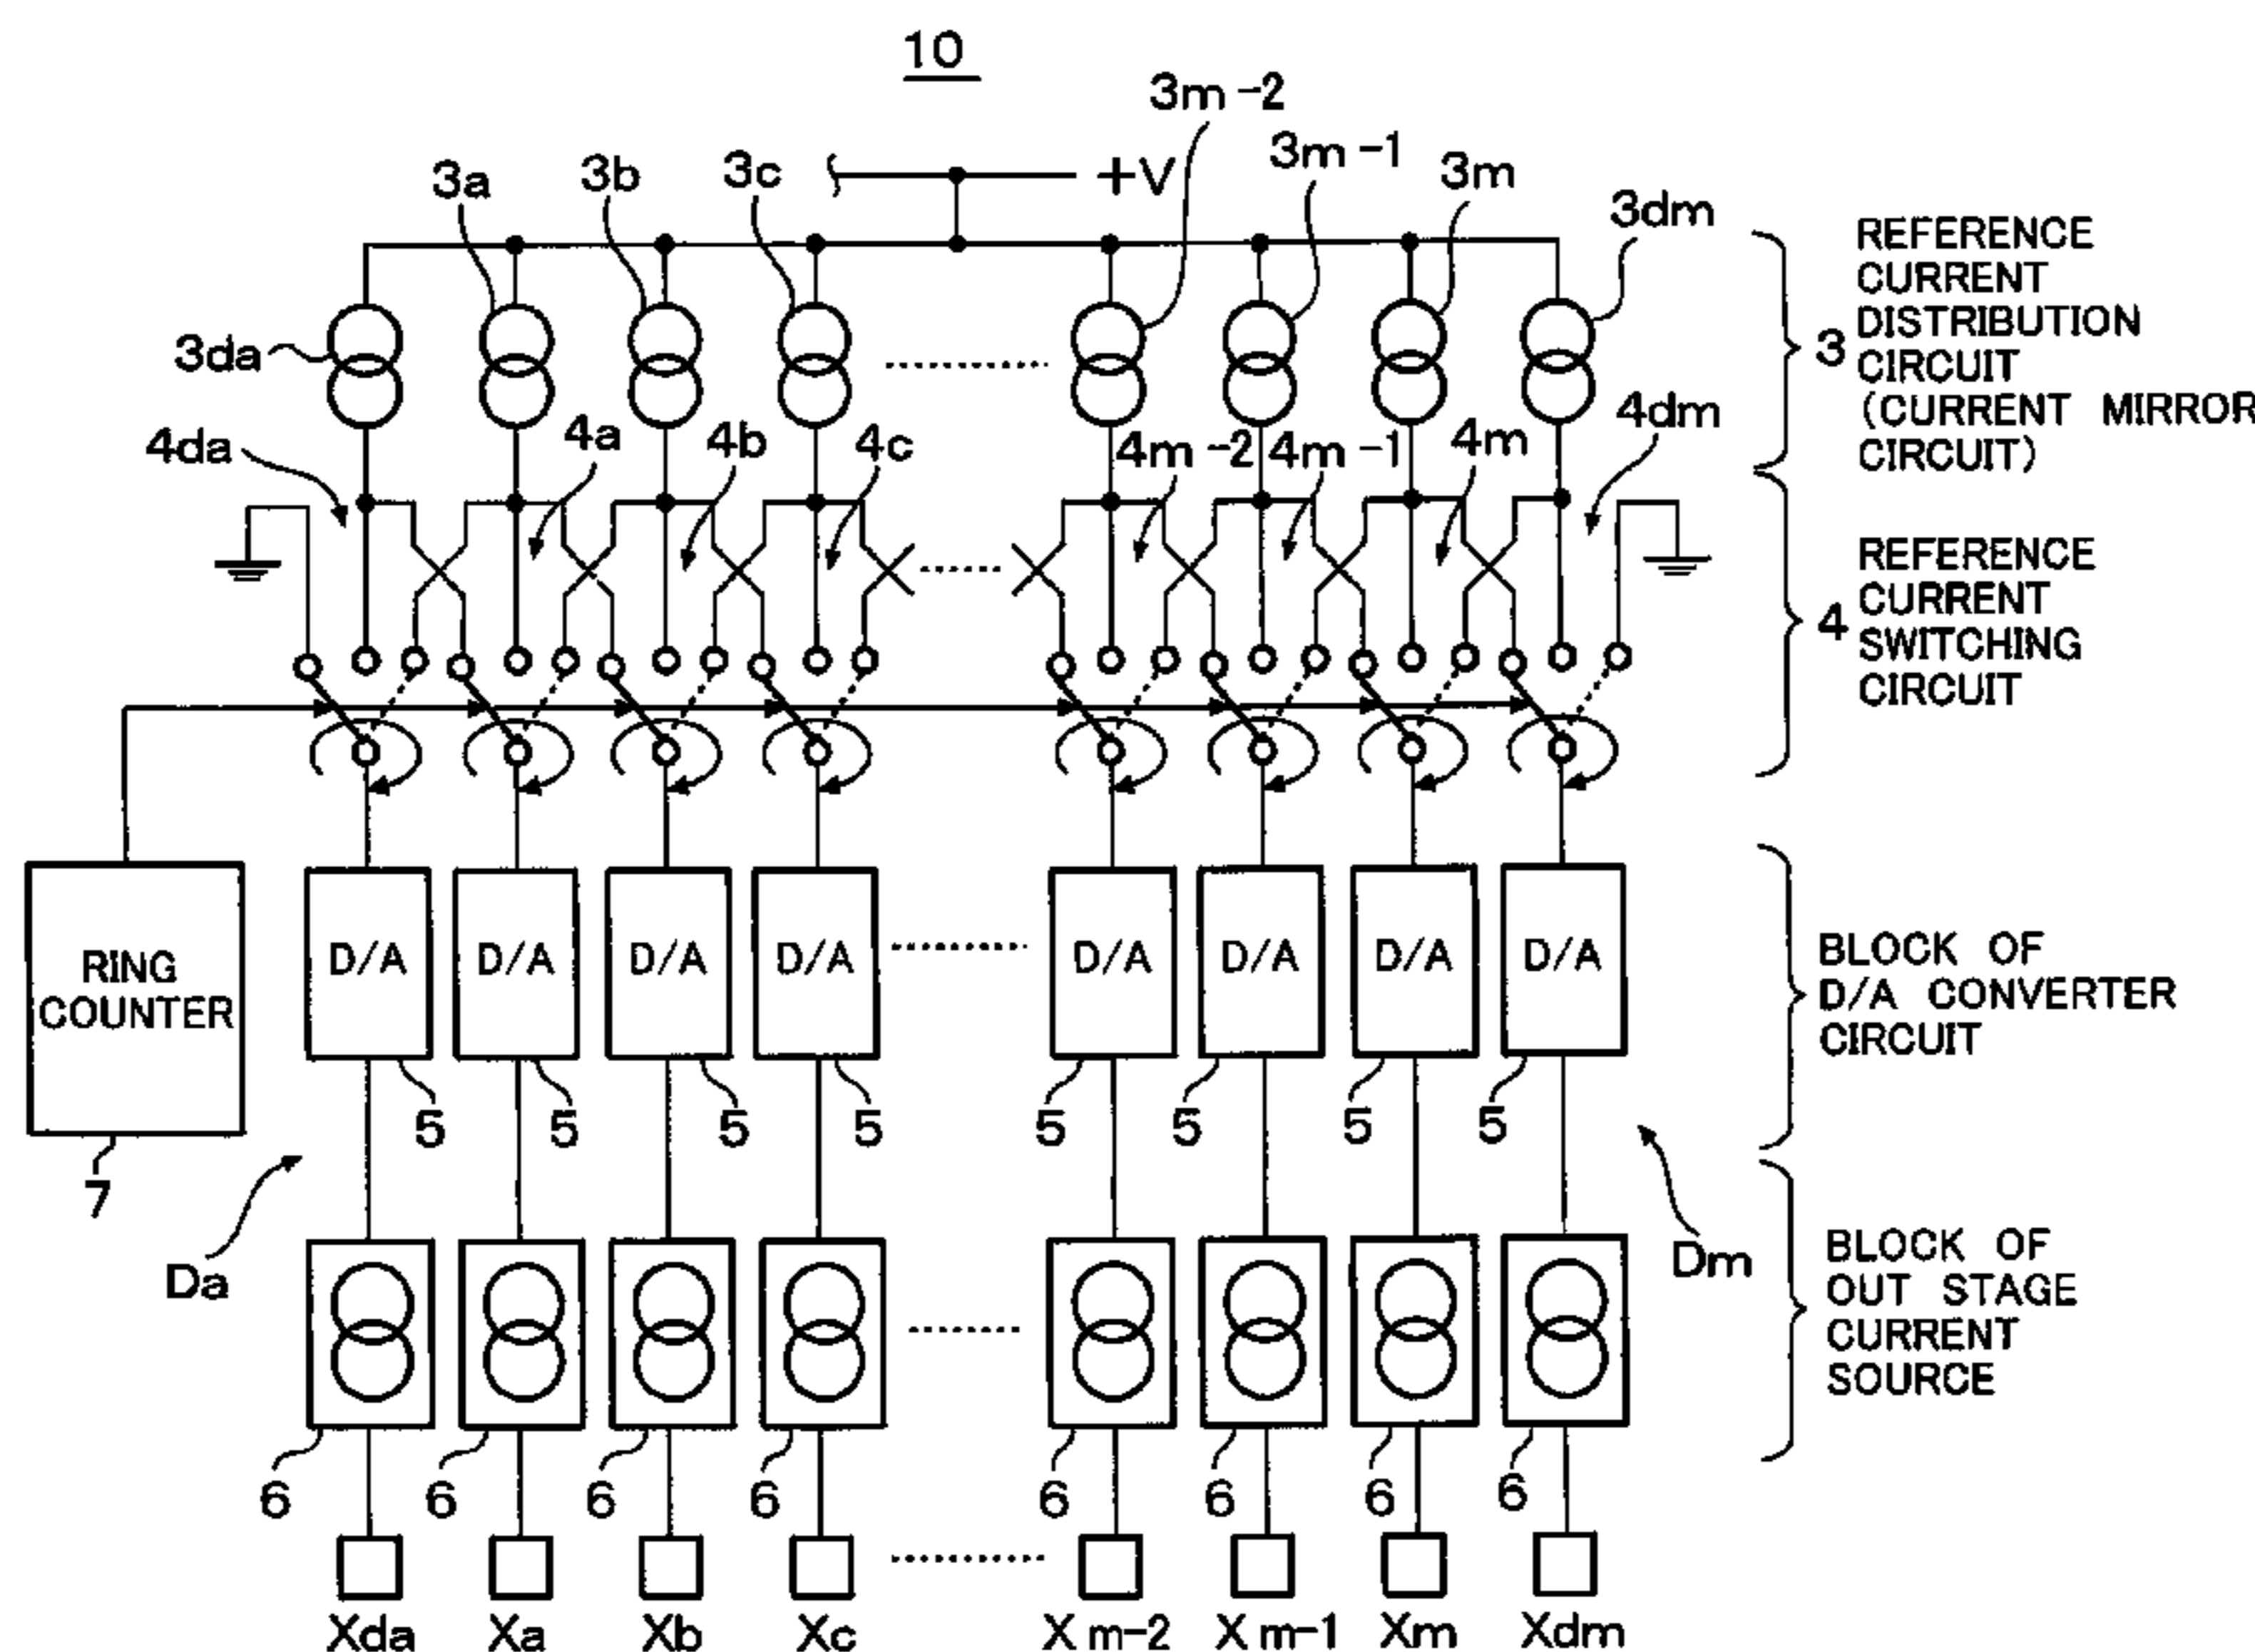 10
3m-2
3a
3b
3c
+V
3m-1
3m
3dm
3da
3
REFERENCE
CURRENT
DISTRIBUTION
CIRCUIT
(CURRENT MIRROR
CIRCUIT)
4da
4a
4b
4c
4m-2
4m-1
4m
4dm
4
REFERENCE
CURRENT
SWITCHING
CIRCUIT
RING
COUNTER
7
D/A
D/A
D/A
D/A
D/A
D/A
D/A
D/A
5
5
5
5
5
5
5
5
BLOCK OF
D/A CONVERTER
CIRCUIT
Da
Dm
BLOCK OF
OUT STAGE
CURRENT
SOURCE
6
6
6
6
6
6
6
6
Xda
Xa
Xb
Xc
Xm-2
Xm-1
Xm
Xdm